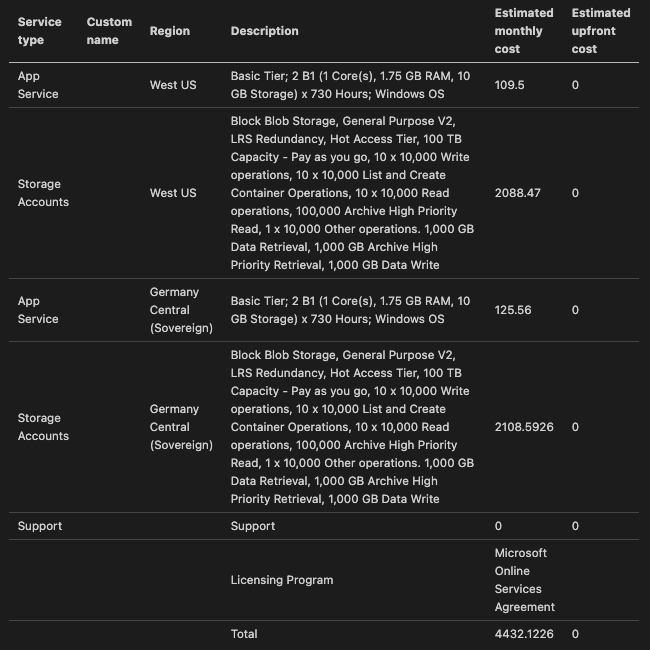 Service type
Custom name
Region
Description
Estimated monthly cost
Estimated upfront cost
App Service
West US
Basic Tier; 2 B1 (1 Core(s), 1.75 GB RAM, 10
GB Storage) x 730 Hours; Windows OS
109.5
0
Storage Accounts
West US
Block Blob Storage, General Purpose V2,
LRS Redundancy, Hot Access Tier, 100 TB
Capacity - Pay as you go, 10 x 10,000 Write
operations, 10 x 10,000 List and Create
Container Operations, 10 x 10,000 Read
operations, 100,000 Archive High Priority
Read, 1 x 10,000 Other operations. 1,000 GB
Data Retrieval, 1,000 GB Archive High
Priority Retrieval, 1,000 GB Data Write
2088.47
0
App Service
Germany Central (Sovereign)
Basic Tier; 2 B1 (1 Core(s), 1.75 GB RAM, 10
GB Storage) x 730 Hours; Windows OS
125.56
0
Storage Accounts
Germany Central (Sovereign)
Block Blob Storage, General Purpose V2,
LRS Redundancy, Hot Access Tier, 100 TB
Capacity - Pay as you go, 10 x 10,000 Write
operations, 10 x 10,000 List and Create
Container Operations, 10 x 10,000 Read
operations, 100,000 Archive High Priority
Read, 1 x 10,000 Other operations. 1,000 GB
Data Retrieval, 1,000 GB Archive High
Priority Retrieval, 1,000 GB Data Write
2108.5926
0
Support
Support
0
0
Licensing Program
Microsoft
Online
Services
Agreement
Total
4432.1226
0